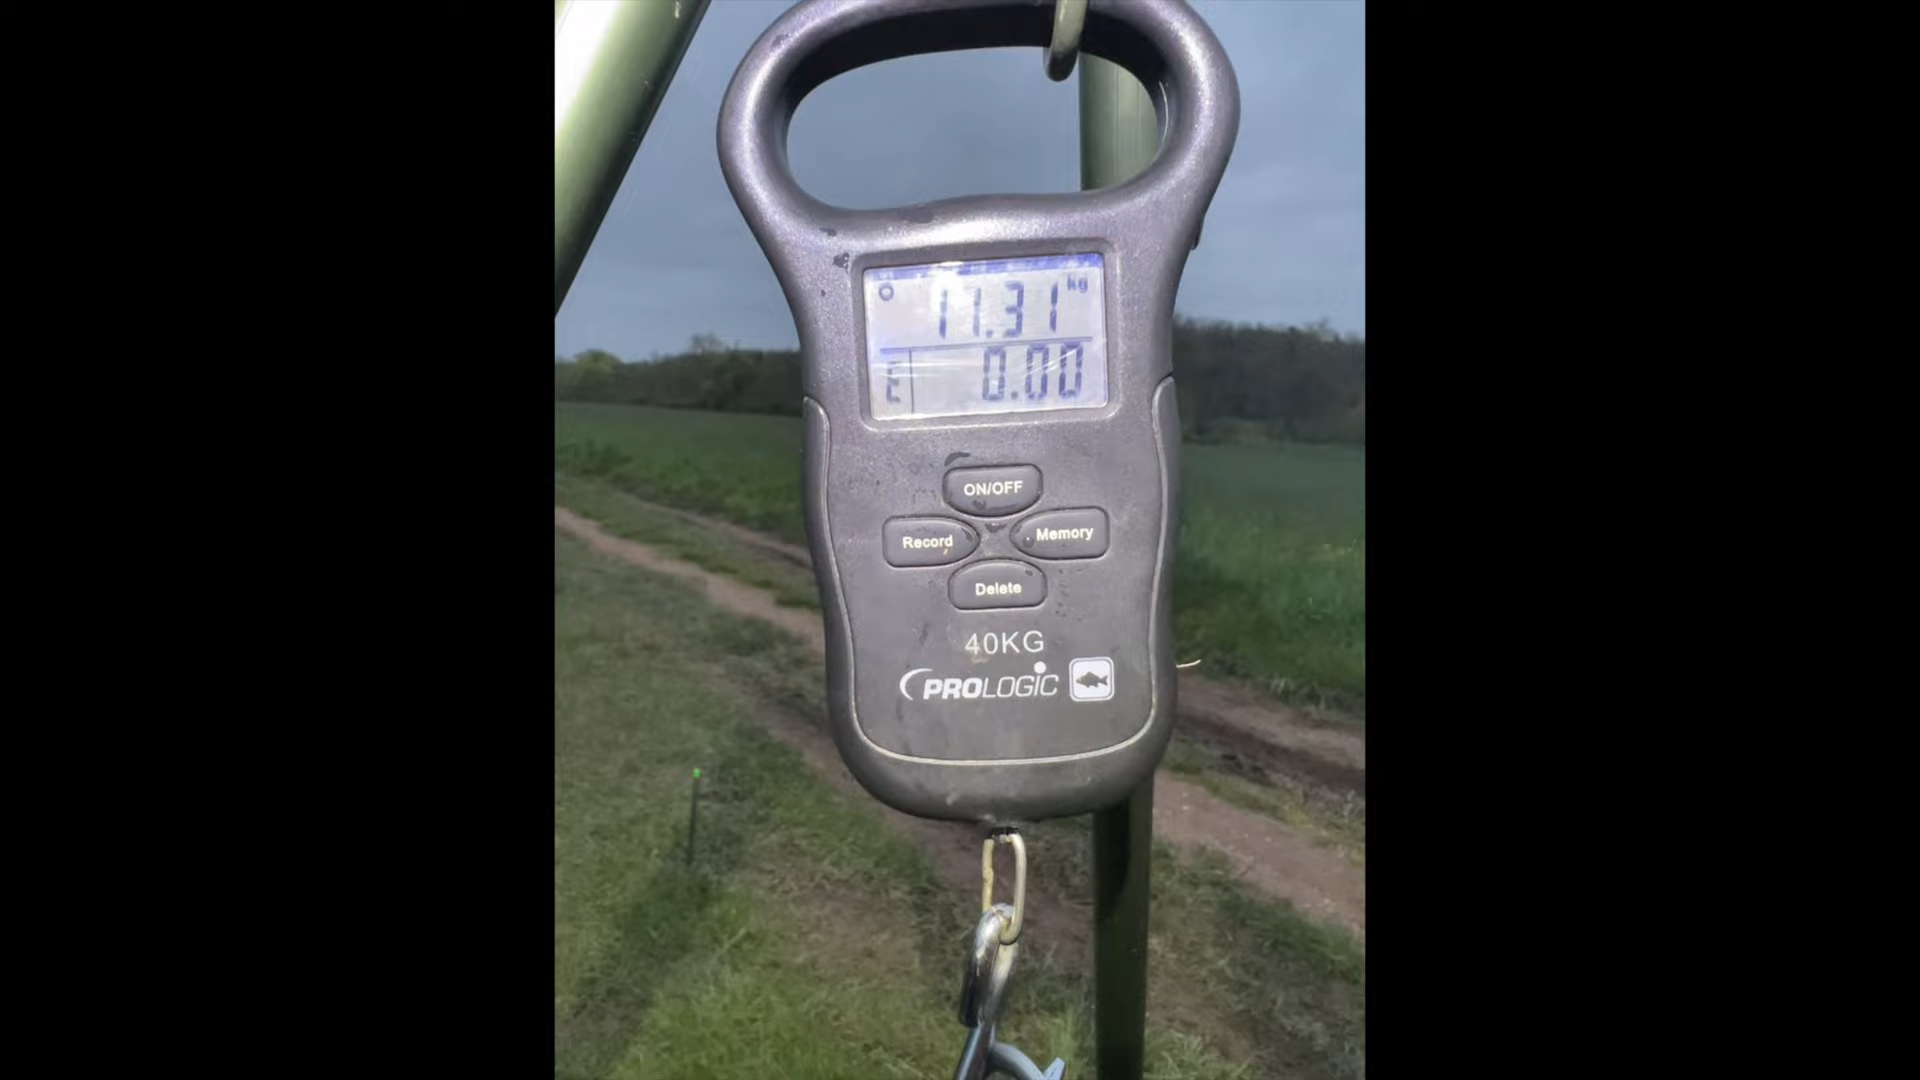 11.31 kg
E 0.00
ON/OFF
Record Memory
Delete
40KG
PROLOGIC